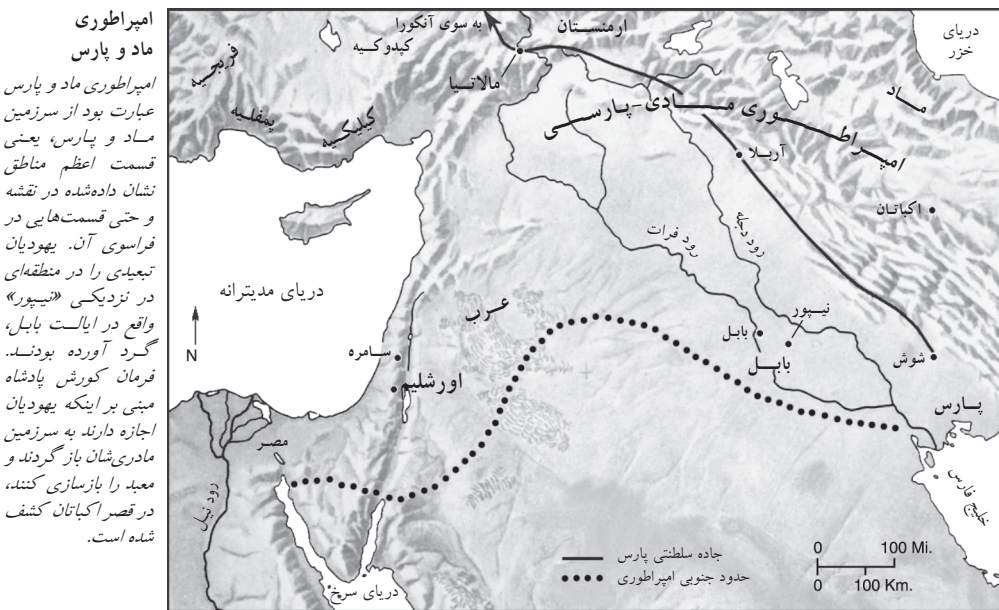 امپراطوری
ماد و پارس
امپراطوری ماد و پارس
عبارت بود از سرزمین
ماد و پارس، یعنی
قسمت اعظم مناطق
نشان داده‌شده در نقشه
و حتی قسمت‌هایی در
فراسوی آن. یهودیان
تبعیدی را در منطقه‌ای
در نزدیکی «نیپور»
واقع در ایالت بابل،
گرد آورده بودند.
فرمان کورش پادشاه
مبنی بر اینکه یهودیان
اجازه دارند به سرزمین
مادری‌شان باز گردند و
معبد را بازسازی کنند،
در قصر اکباتان کشف
شده است.
به سوی آنکورا
ارمنستان
دریای
خزر
کپدوکیه
فریجیه
مالاتیا
ماد
پمفلیه
کیلیکیه
امپراطوری مادی-پارسی
آربلا
اکباتان
رود دجله
رود فرات
دریای مدیترانه
عرب
نیپور
بابل
بابل
N
سامره
شوش
اورشلیم
پارس
مصر
رود نیل
خلیج فارس
جاده سلطنتی پارس
حدود جنوبی امپراطوری
0 100 Mi.
0 100 Km.
دریای سرخ